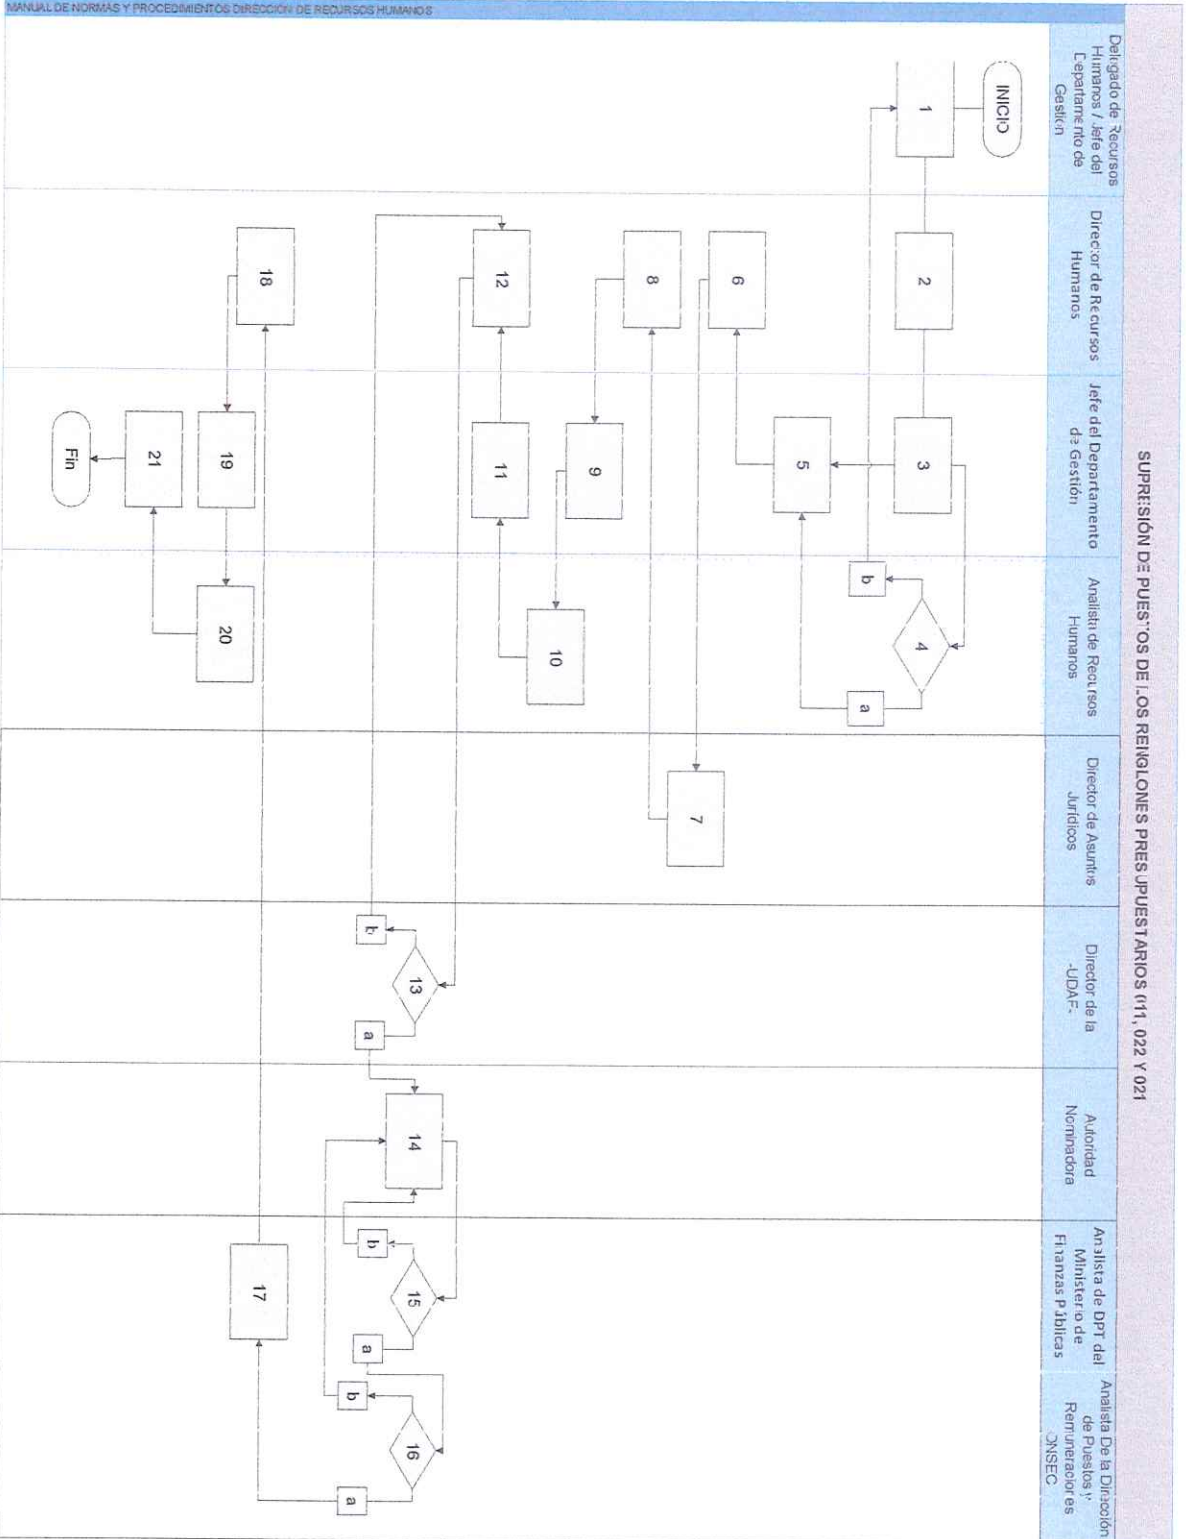 SUPRESIÓN DE PUESTOS DE LOS RENGLONES PRESUPUESTARIOS 011, 022 Y 021
Delegado de Recursos
Humanos / Jefe del
Departamento de
Gestión
Director de Recursos
Humanos
Jefe del Departamento
de Gestión
Analista de Recursos
Humanos
Director de Asuntos
Jurídicos
Director de la
-UDAF-
Autoridad
Nominadora
Analista de DPT del
Ministerio de
Finanzas Públicas
Analista De la Dirección
de Puestos y
Remuneraciones
ONSEC
INICIO
1
2
3
4
b
a
5
6
7
8
9
10
11
12
13
b
a
14
15
b
a
16
b
a
17
18
19
20
21
Fin
MANUAL DE NORMAS Y PROCEDIMIENTOS DIRECCIÓN DE RECURSOS HUMANOS